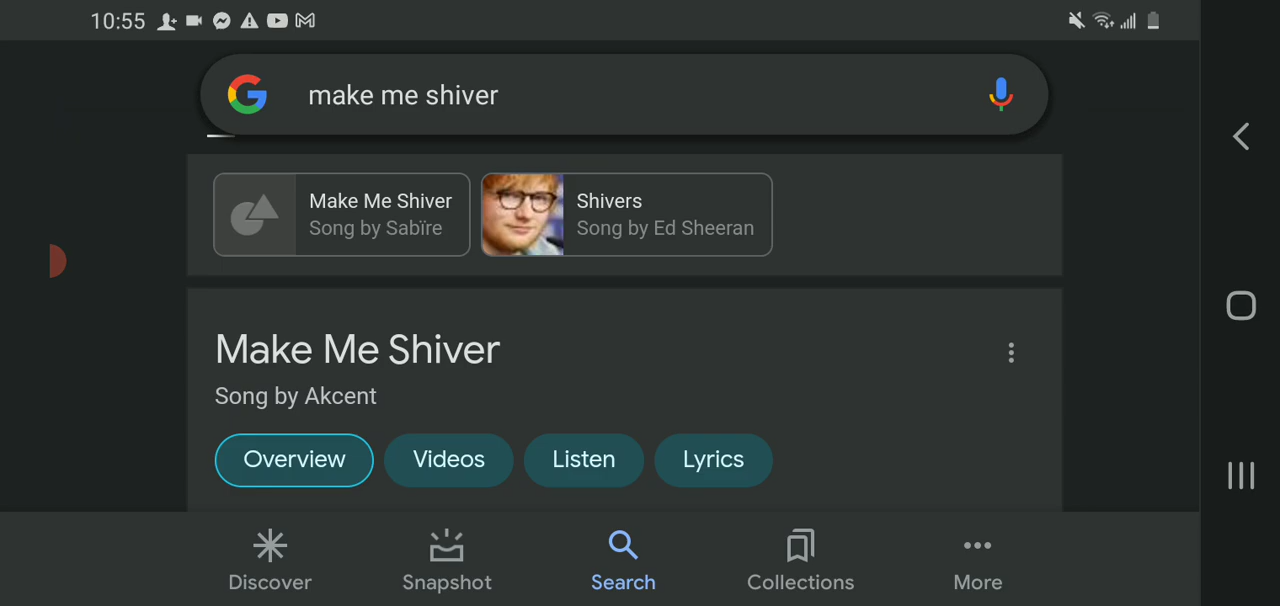 10:55
make me shiver
Make Me Shiver
Song by Sabïre
Shivers
Song by Ed Sheeran
Make Me Shiver
Song by Akcent
Overview
Videos
Listen
Lyrics
Discover
Snapshot
Search
Collections
More